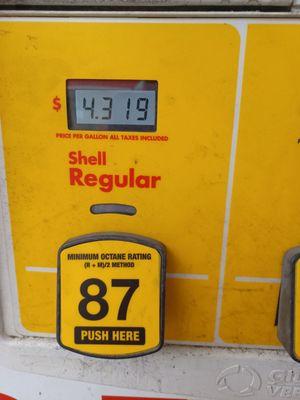 $ 4.319
PRICE PER GALLON ALL TAXES INCLUDED
Shell
Regular
MINIMUM OCTANE RATING
(R + M)/2 METHOD
87
PUSH HERE